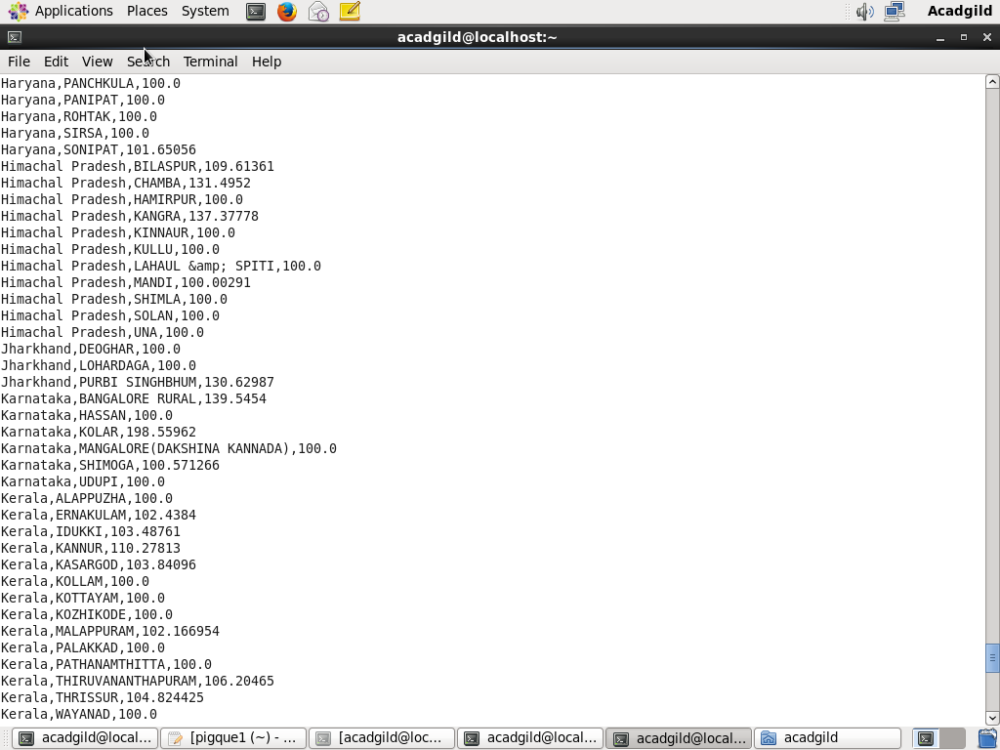 Applications Places System Acadgild
acadgild@localhost:~
File Edit View Search Terminal Help
Haryana,PANCHKULA,100.0
Haryana,PANIPAT,100.0
Haryana,ROHTAK,100.0
Haryana,SIRSA,100.0
Haryana,SONIPAT,101.65056
Himachal Pradesh,BILASPUR,109.61361
Himachal Pradesh,CHAMBA,131.4952
Himachal Pradesh,HAMIRPUR,100.0
Himachal Pradesh,KANGRA,137.37778
Himachal Pradesh,KINNAUR,100.0
Himachal Pradesh,KULLU,100.0
Himachal Pradesh,LAHAUL &amp; SPITI,100.0
Himachal Pradesh,MANDI,100.00291
Himachal Pradesh,SHIMLA,100.0
Himachal Pradesh,SOLAN,100.0
Himachal Pradesh,UNA,100.0
Jharkhand,DEOGHAR,100.0
Jharkhand,LOHARDAGA,100.0
Jharkhand,PURBI SINGHBHUM,130.62987
Karnataka,BANGALORE RURAL,139.5454
Karnataka,HASSAN,100.0
Karnataka,KOLAR,198.55962
Karnataka,MANGALORE(DAKSHINA KANNADA),100.0
Karnataka,SHIMOGA,100.571266
Karnataka,UDUPI,100.0
Kerala,ALAPPUZHA,100.0
Kerala,ERNAKULAM,102.4384
Kerala,IDUKKI,103.48761
Kerala,KANNUR,110.27813
Kerala,KASARGOD,103.84096
Kerala,KOLLAM,100.0
Kerala,KOTTAYAM,100.0
Kerala,KOZHIKODE,100.0
Kerala,MALAPPURAM,102.166954
Kerala,PALAKKAD,100.0
Kerala,PATHANAMTHITTA,100.0
Kerala,THIRUVANANTHAPURAM,106.20465
Kerala,THRISSUR,104.824425
Kerala,WAYANAD,100.0
acadgild@local... [pigque1 (~) - ... [acadgild@loc... acadgild@local... acadgild@local... acadgild